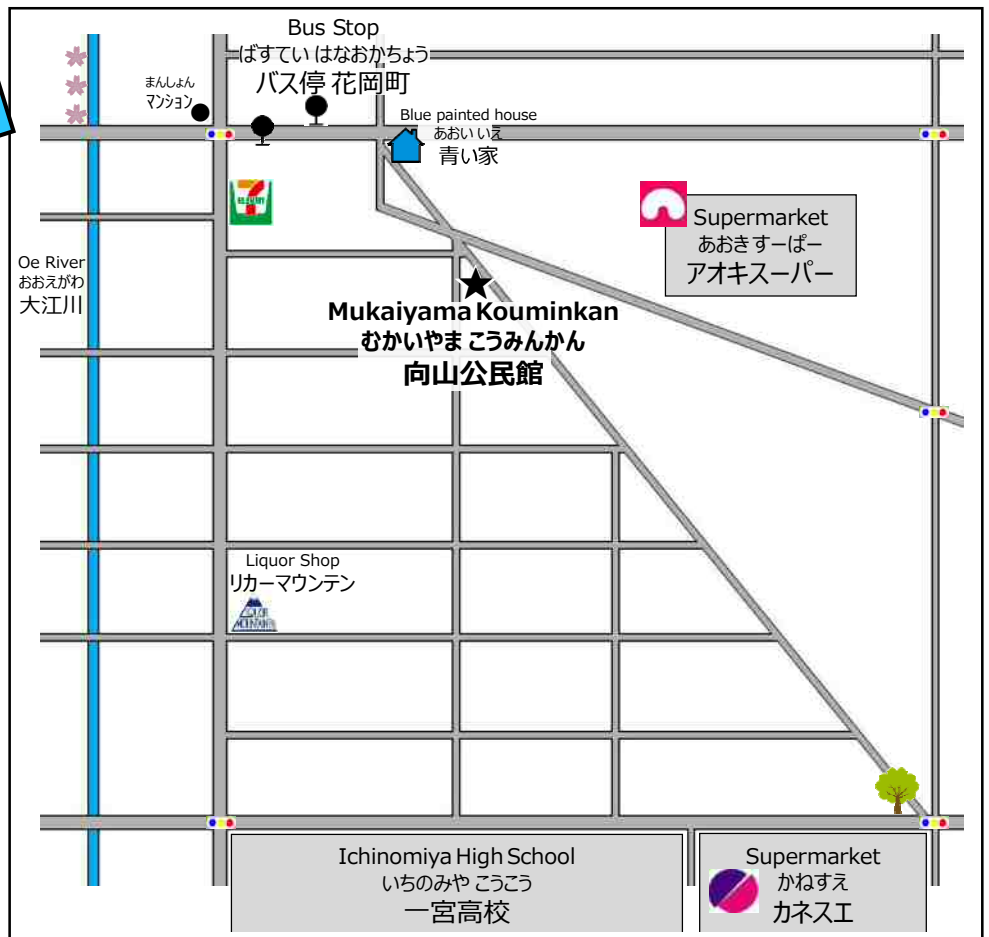 Bus Stop
ばすてい はなおかちょう
バス停 花岡町
まんしょん
マンション
Blue painted house
あおい いえ
青い家
7
ELEVEN
Supermarket
あおき すーぱー
アオキスーパー
Oe River
おおえがわ
大江川
Mukaiyama Kouminkan
むかいやま こうみんかん
向山公民館
Liquor Shop
リカーマウンテン
LIQUOR
MOUNTAIN
Ichinomiya High School
いちのみや こうこう
一宮高校
Supermarket
かねすえ
カネスエ